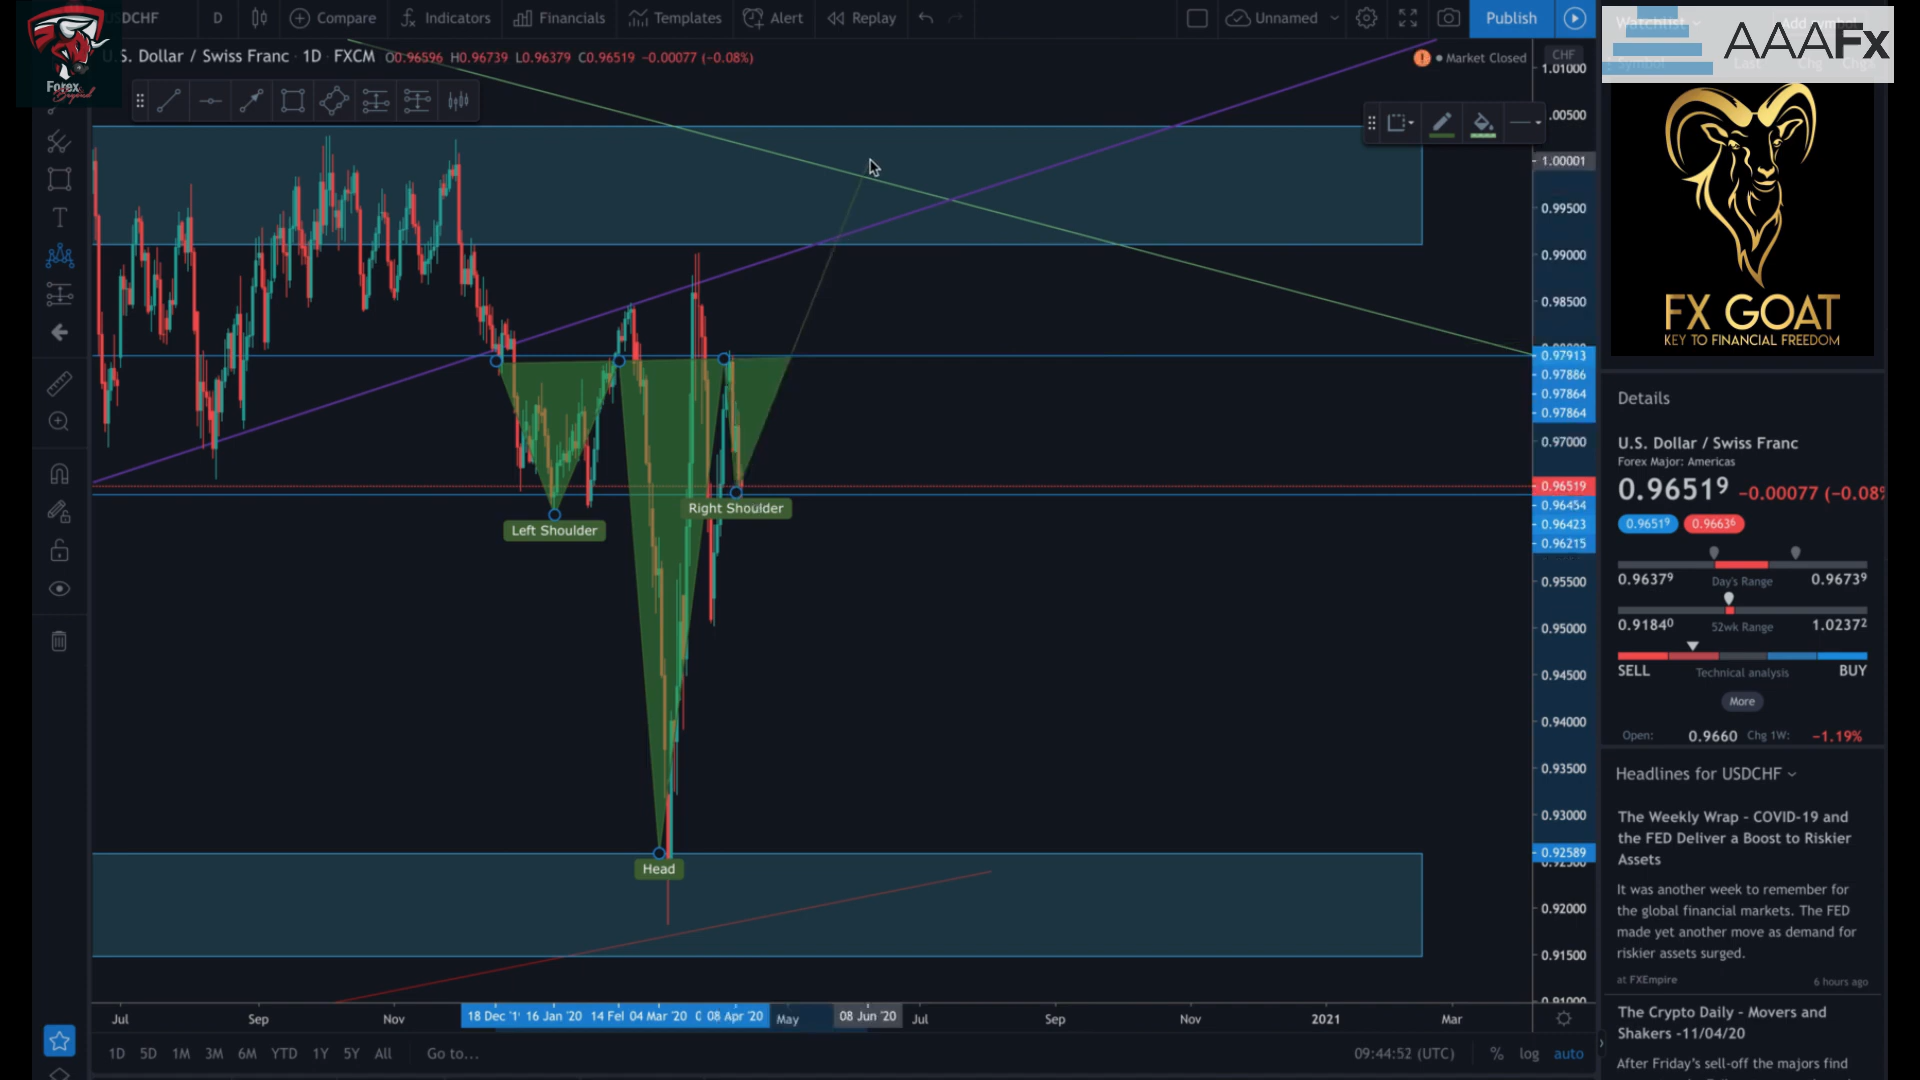 SDCHF
D
Compare
Indicators
Financials
Templates
Alert
Replay
Unnamed
Publish
Forex
Beyond
AAAFx
.S. Dollar / Swiss Franc · 1D · FXCM O0.96596 H0.96739 L0.96379 C0.96519 −0.00077 (−0.08%)
Market Closed
CHF
1.01000
.00500
1.00001
0.99500
0.99000
0.98500
0.97913
0.97886
0.97864
0.97864
0.97000
0.96519
0.96454
0.96423
0.96215
0.95500
0.95000
0.94500
0.94000
0.93500
0.93000
0.92589
0.92000
0.91500
0.91000
Left Shoulder
Right Shoulder
Head
Jul
Sep
Nov
18 Dec '1
16 Jan '20
14 Fel
04 Mar '20
08 Apr '20
May
08 Jun '20
Jul
Sep
Nov
2021
Mar
1D 5D 1M 3M 6M YTD 1Y 5Y All Go to...
09:44:52 (UTC)
% log auto
FX GOAT
KEY TO FINANCIAL FREEDOM
Details
U.S. Dollar / Swiss Franc
Forex Major: Americas
0.96519 −0.00077 (−0.08
0.96519 0.96636
0.96379 Day's Range 0.96739
0.91840 52wk Range 1.02372
SELL Technical analysis BUY
More
Open: 0.9660 Chg 1W: −1.19%
Headlines for USDCHF
The Weekly Wrap - COVID-19 and
the FED Deliver a Boost to Riskier
Assets
It was another week to remember for
the global financial markets. The FED
made yet another move as demand for
riskier assets surged.
at FXEmpire 6 hours ago
The Crypto Daily - Movers and
Shakers -11/04/20
After Friday's sell-off the majors find